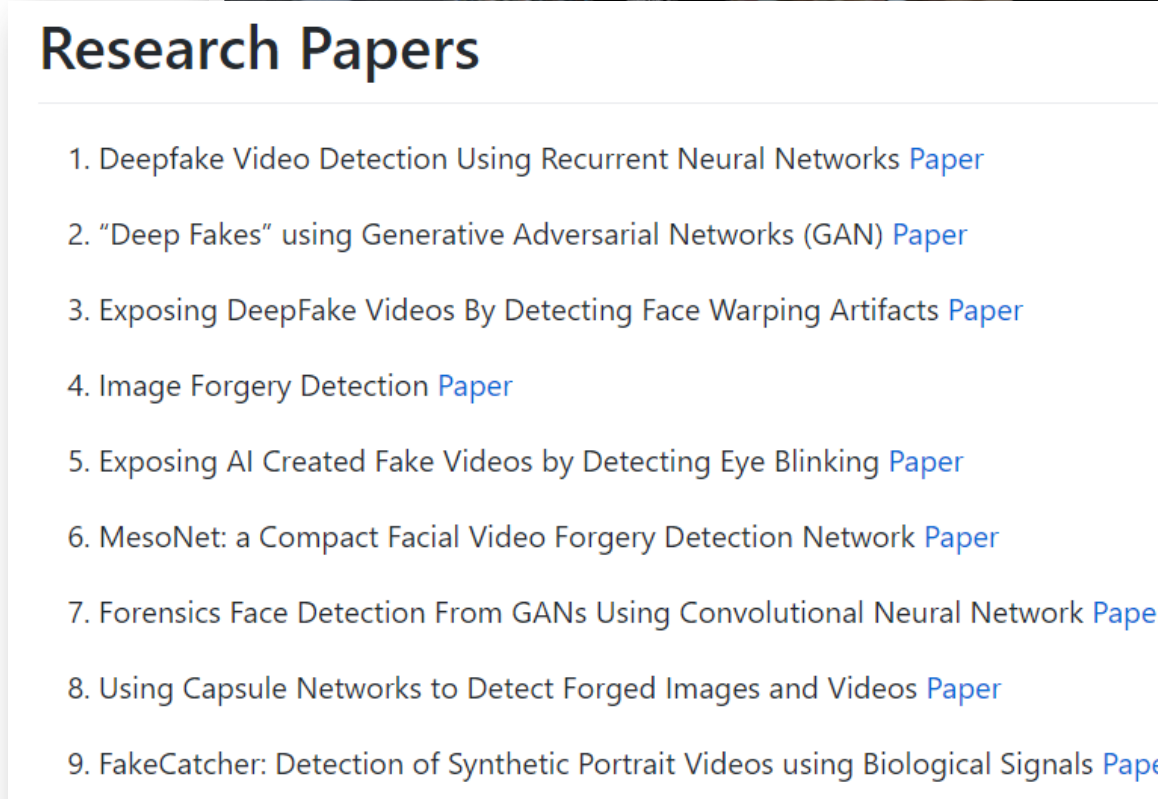 Research Papers
1. Deepfake Video Detection Using Recurrent Neural Networks Paper
2. “Deep Fakes” using Generative Adversarial Networks (GAN) Paper
3. Exposing DeepFake Videos By Detecting Face Warping Artifacts Paper
4. Image Forgery Detection Paper
5. Exposing AI Created Fake Videos by Detecting Eye Blinking Paper
6. MesoNet: a Compact Facial Video Forgery Detection Network Paper
7. Forensics Face Detection From GANs Using Convolutional Neural Network Pape
8. Using Capsule Networks to Detect Forged Images and Videos Paper
9. FakeCatcher: Detection of Synthetic Portrait Videos using Biological Signals Pape